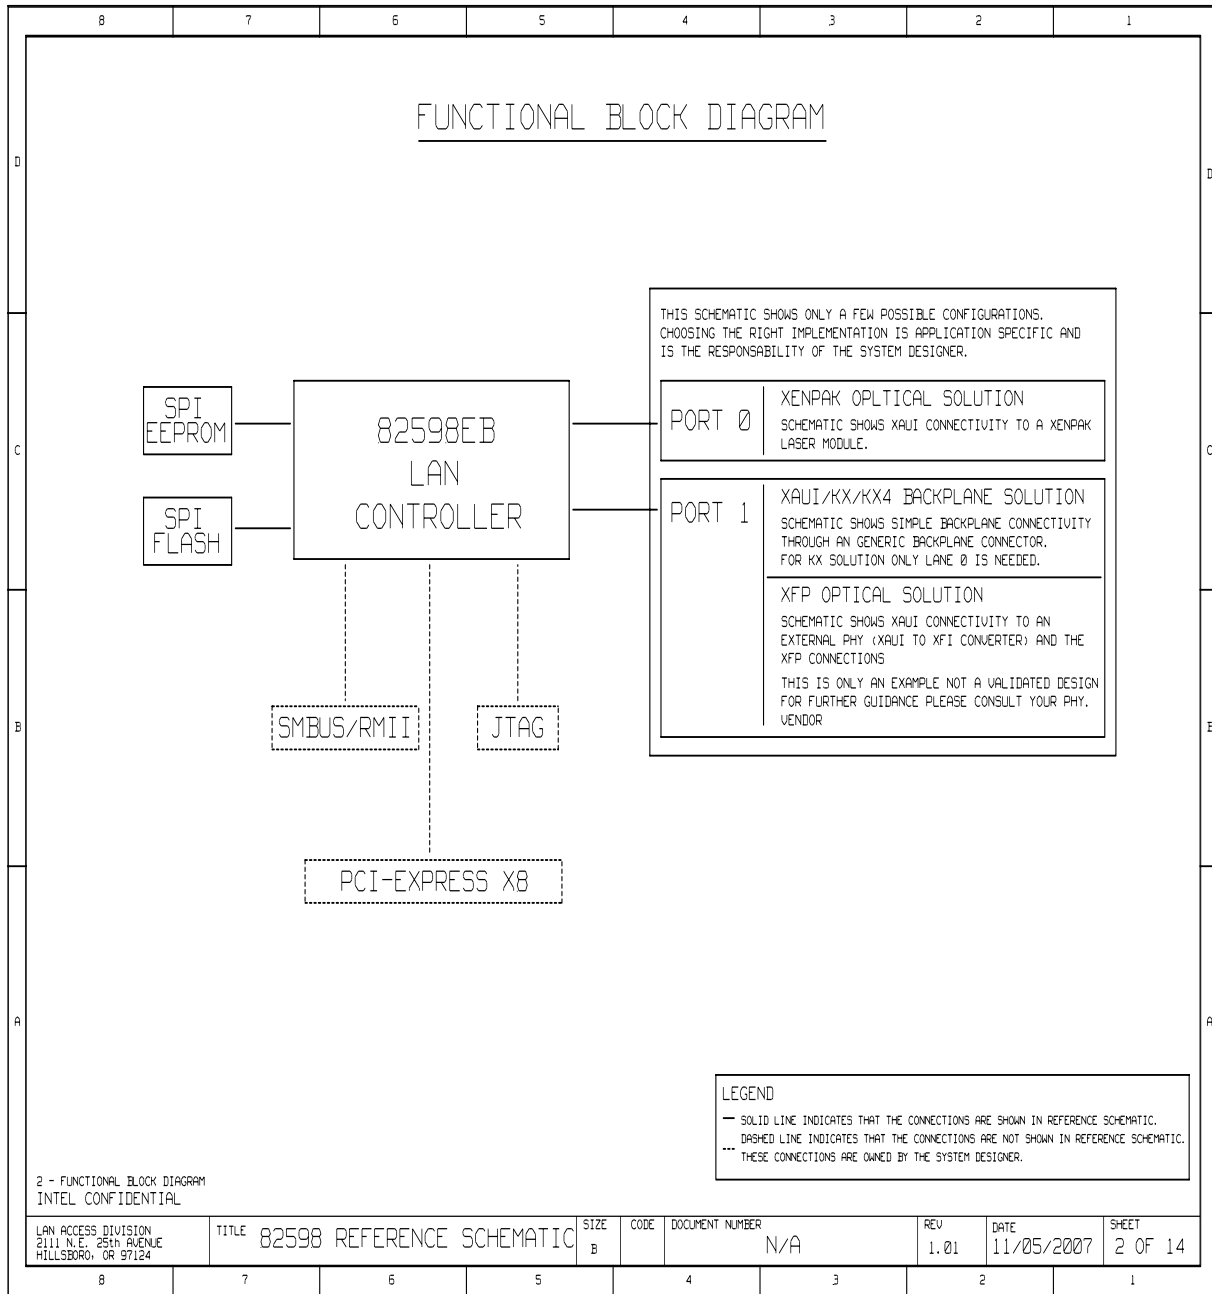 8 7 6 5 4 3 2 1
FUNCTIONAL BLOCK DIAGRAM
D
D
THIS SCHEMATIC SHOWS ONLY A FEW POSSIBLE CONFIGURATIONS.
CHOOSING THE RIGHT IMPLEMENTATION IS APPLICATION SPECIFIC AND
IS THE RESPONSABILITY OF THE SYSTEM DESIGNER.
SPI
EEPROM
82598EB
LAN
CONTROLLER
PORT 0
XENPAK OPLTICAL SOLUTION
SCHEMATIC SHOWS XAUI CONNECTIVITY TO A XENPAK
LASER MODULE.
C
C
SPI
FLASH
PORT 1
XAUI/KX/KX4 BACKPLANE SOLUTION
SCHEMATIC SHOWS SIMPLE BACKPLANE CONNECTIVITY
THROUGH AN GENERIC BACKPLANE CONNECTOR.
FOR KX SOLUTION ONLY LANE 0 IS NEEDED.
XFP OPTICAL SOLUTION
SCHEMATIC SHOWS XAUI CONNECTIVITY TO AN
EXTERNAL PHY (XAUI TO XFI CONVERTER) AND THE
XFP CONNECTIONS
THIS IS ONLY AN EXAMPLE NOT A VALIDATED DESIGN
FOR FURTHER GUIDANCE PLEASE CONSULT YOUR PHY.
VENDOR
SMBUS/RMII
JTAG
B
B
PCI-EXPRESS X8
A
A
LEGEND
SOLID LINE INDICATES THAT THE CONNECTIONS ARE SHOWN IN REFERENCE SCHEMATIC.
DASHED LINE INDICATES THAT THE CONNECTIONS ARE NOT SHOWN IN REFERENCE SCHEMATIC.
THESE CONNECTIONS ARE OWNED BY THE SYSTEM DESIGNER.
2 - FUNCTIONAL BLOCK DIAGRAM
INTEL CONFIDENTIAL
LAN ACCESS DIVISION
2111 N.E. 25th AVENUE
HILLSBORO, OR 97124
TITLE 82598 REFERENCE SCHEMATIC
SIZE
B
CODE
DOCUMENT NUMBER
N/A
REV
1.01
DATE
11/05/2007
SHEET
2 OF 14
8 7 6 5 4 3 2 1